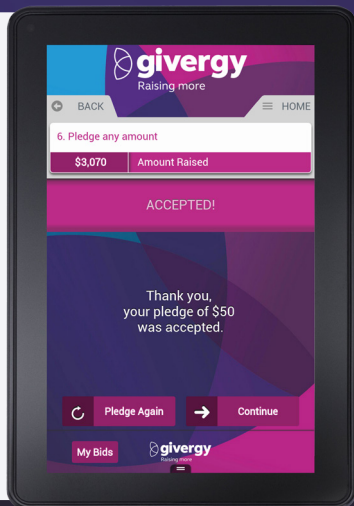 givergy
Raising more
BACK
HOME
6. Pledge any amount
$3,070 Amount Raised
ACCEPTED!
Thank you,
your pledge of $50
was accepted.
Pledge Again
Continue
My Bids
givergy
Raising more